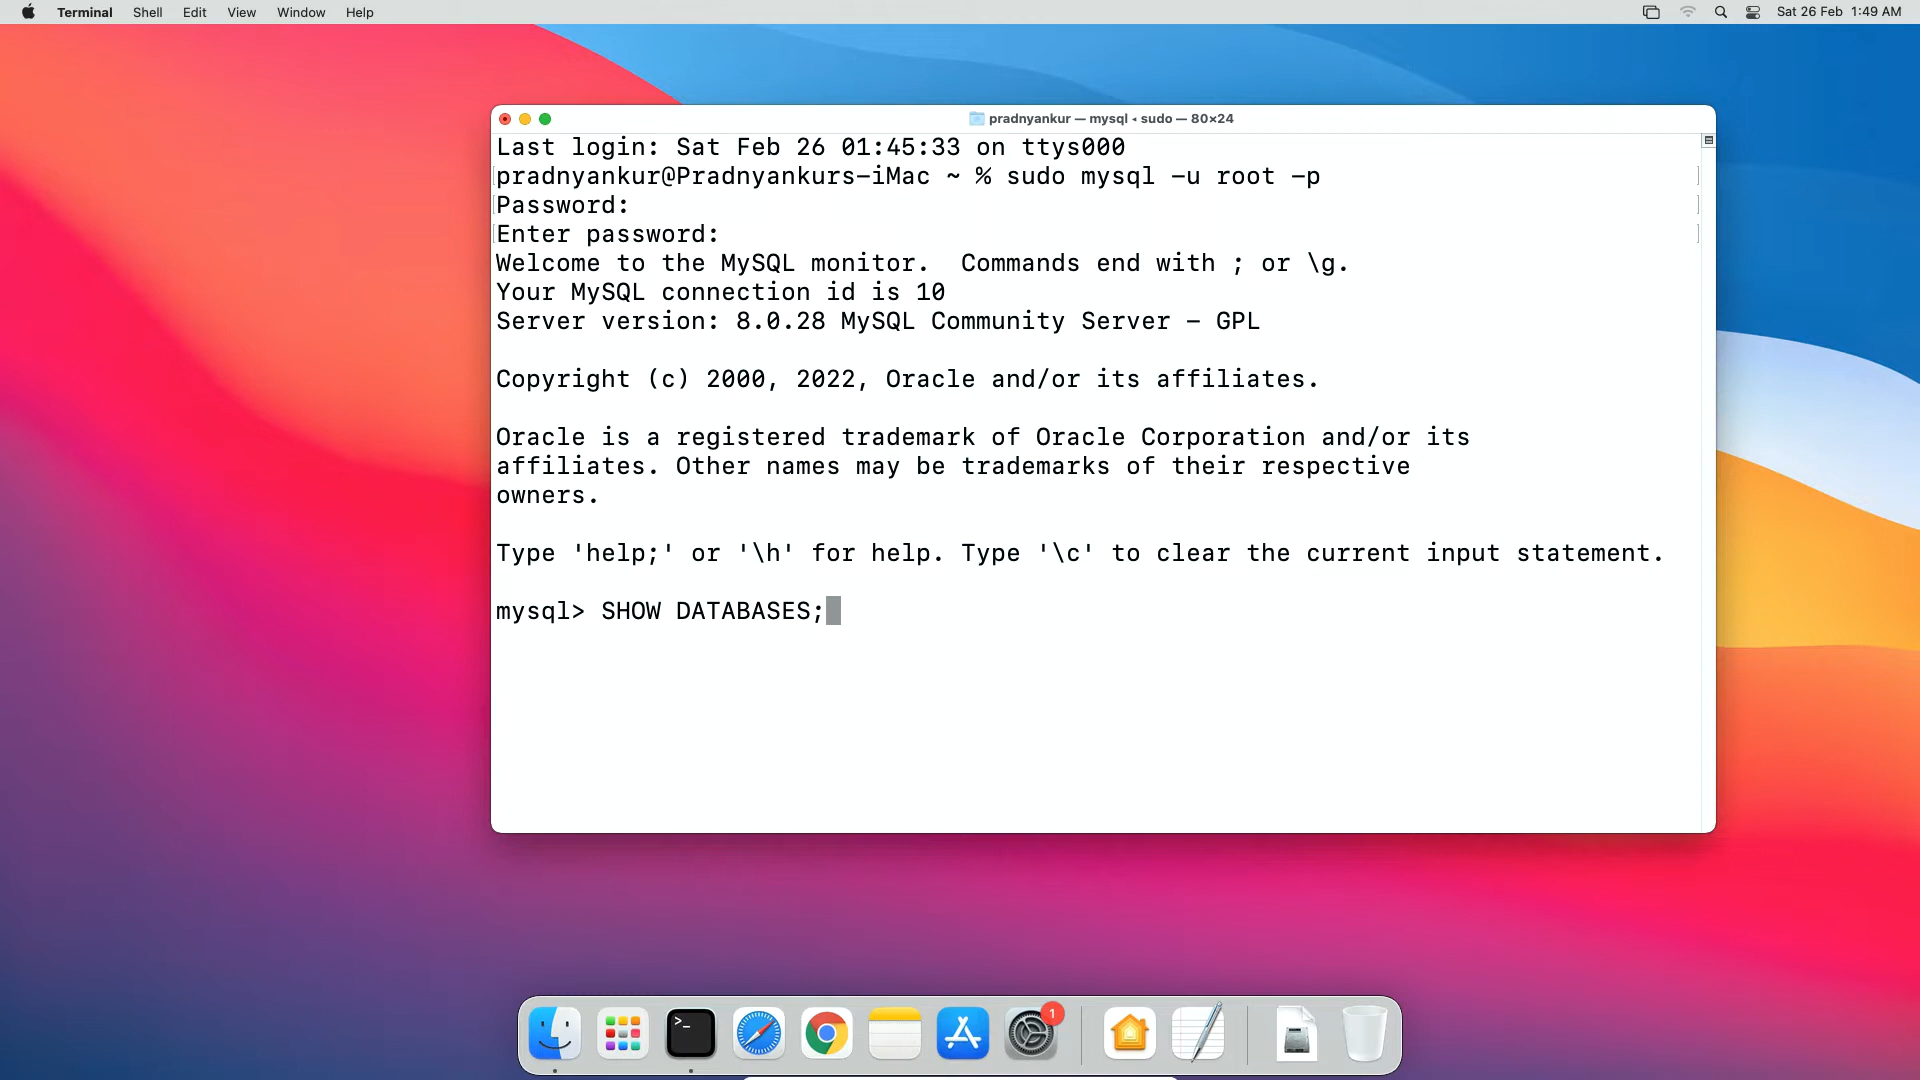 Terminal Shell Edit View Window Help Sat 26 Feb 1:49 AM
pradnyankur — mysql ◂ sudo — 80×24
Last login: Sat Feb 26 01:45:33 on ttys000
pradnyankur@Pradnyankurs-iMac ~ % sudo mysql -u root -p
Password:
Enter password:
Welcome to the MySQL monitor.  Commands end with ; or \g.
Your MySQL connection id is 10
Server version: 8.0.28 MySQL Community Server - GPL
Copyright (c) 2000, 2022, Oracle and/or its affiliates.
Oracle is a registered trademark of Oracle Corporation and/or its
affiliates. Other names may be trademarks of their respective
owners.
Type 'help;' or '\h' for help. Type '\c' to clear the current input statement.
mysql> SHOW DATABASES;
>_
1